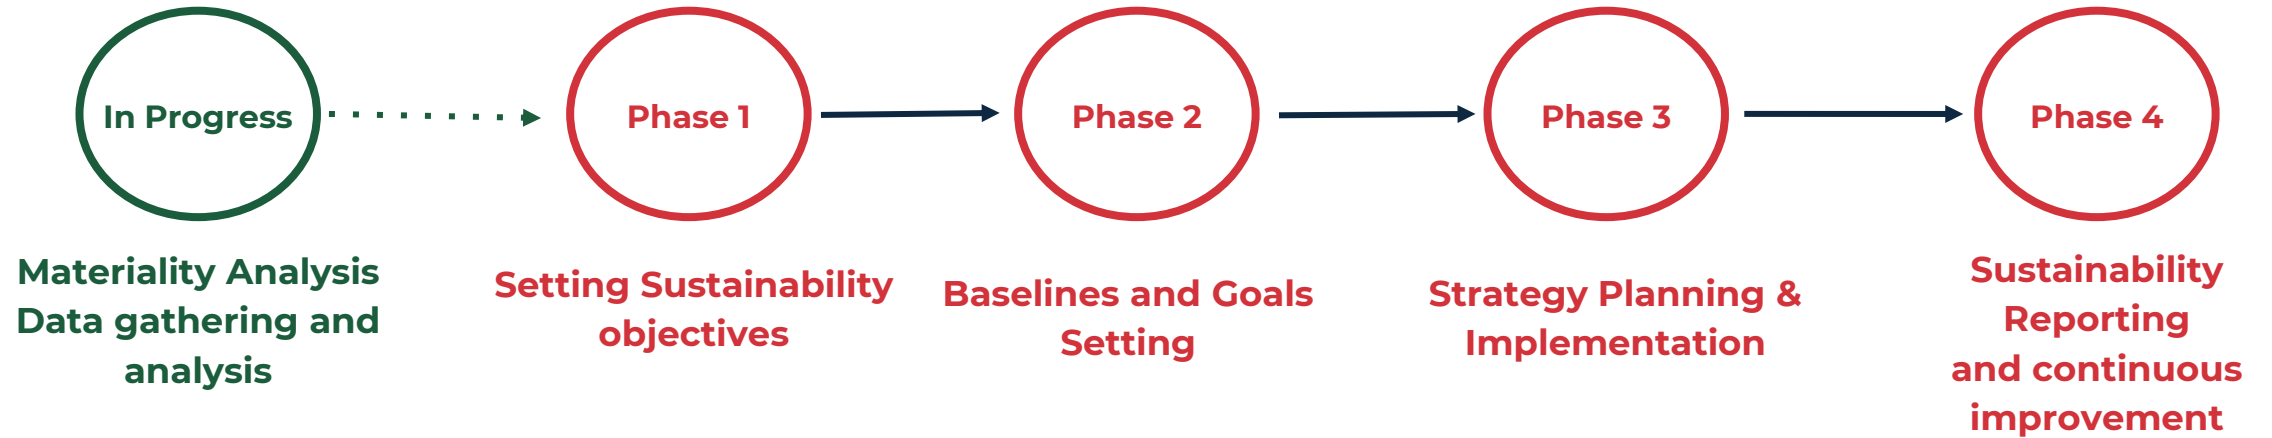 In Progress
Phase 1
Phase 2
Phase 3
Phase 4
Materiality Analysis
Data gathering and
analysis
Setting Sustainability
objectives
Baselines and Goals
Setting
Strategy Planning &
Implementation
Sustainability
Reporting
and continuous
improvement